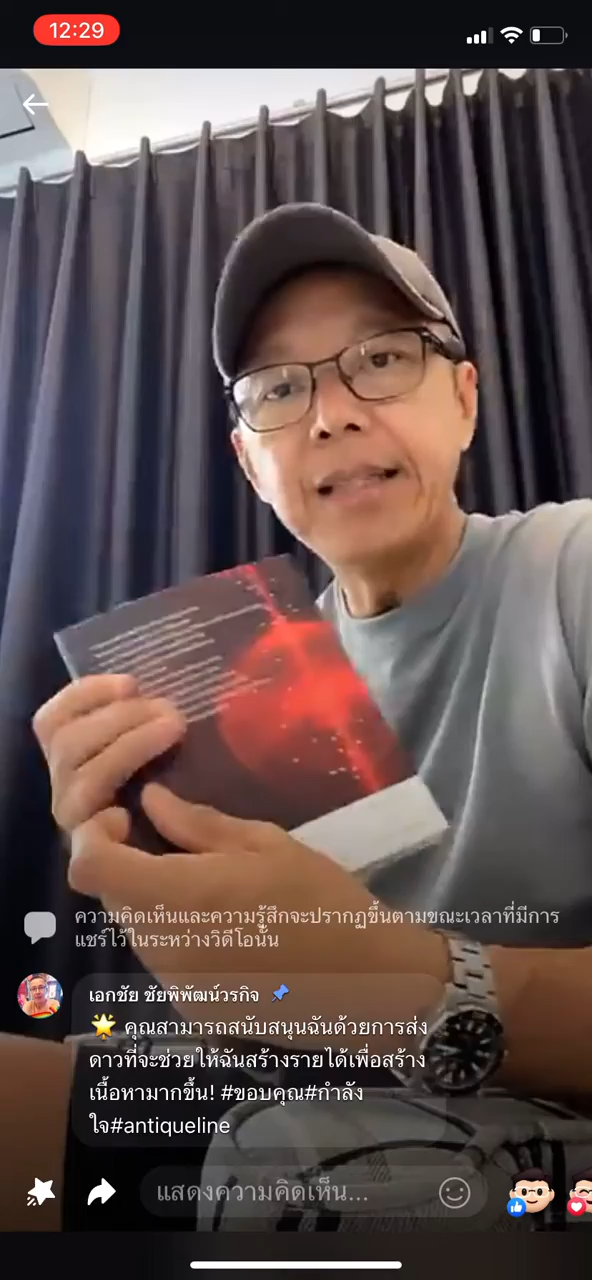 12:29
ความคิดเห็นและความรู้สึกจะปรากฏขึ้นตามขณะเวลาที่มีการ
แชร์ไว้ในระหว่างวิดีโอนั้น
เอกชัย ชัยพิพัฒน์วรกิจ 📌
🌟 คุณสามารถสนับสนุนฉันด้วยการส่ง
ดาวที่จะช่วยให้ฉันสร้างรายได้เพื่อสร้าง
เนื้อหามากขึ้น! #ขอบคุณ#กำลัง
ใจ#antiqueline
แสดงความคิดเห็น...